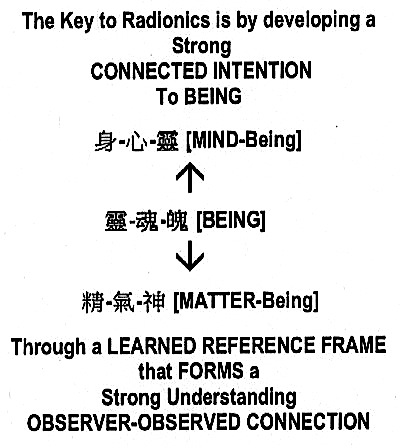 The Key to Radionics is by developing a
Strong
CONNECTED INTENTION
To BEING
身-心-靈 [MIND-Being]
靈-魂-魄 [BEING]
精-氣-神 [MATTER-Being]
Through a LEARNED REFERENCE FRAME
that FORMS a
Strong Understanding
OBSERVER-OBSERVED CONNECTION